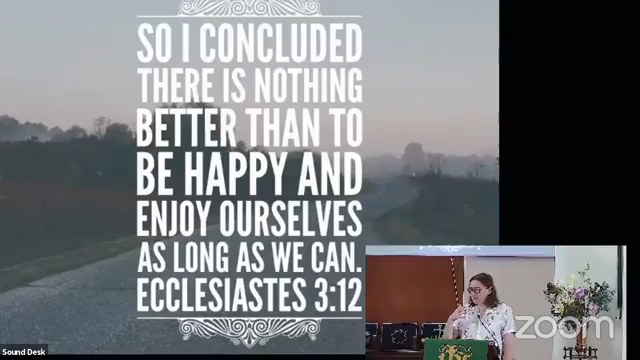 SO I CONCLUDED
THERE IS NOTHING
BETTER THAN TO
BE HAPPY AND
ENJOY OURSELVES
AS LONG AS WE CAN.
ECCLESIASTES 3:12
zoom
Sound Desk